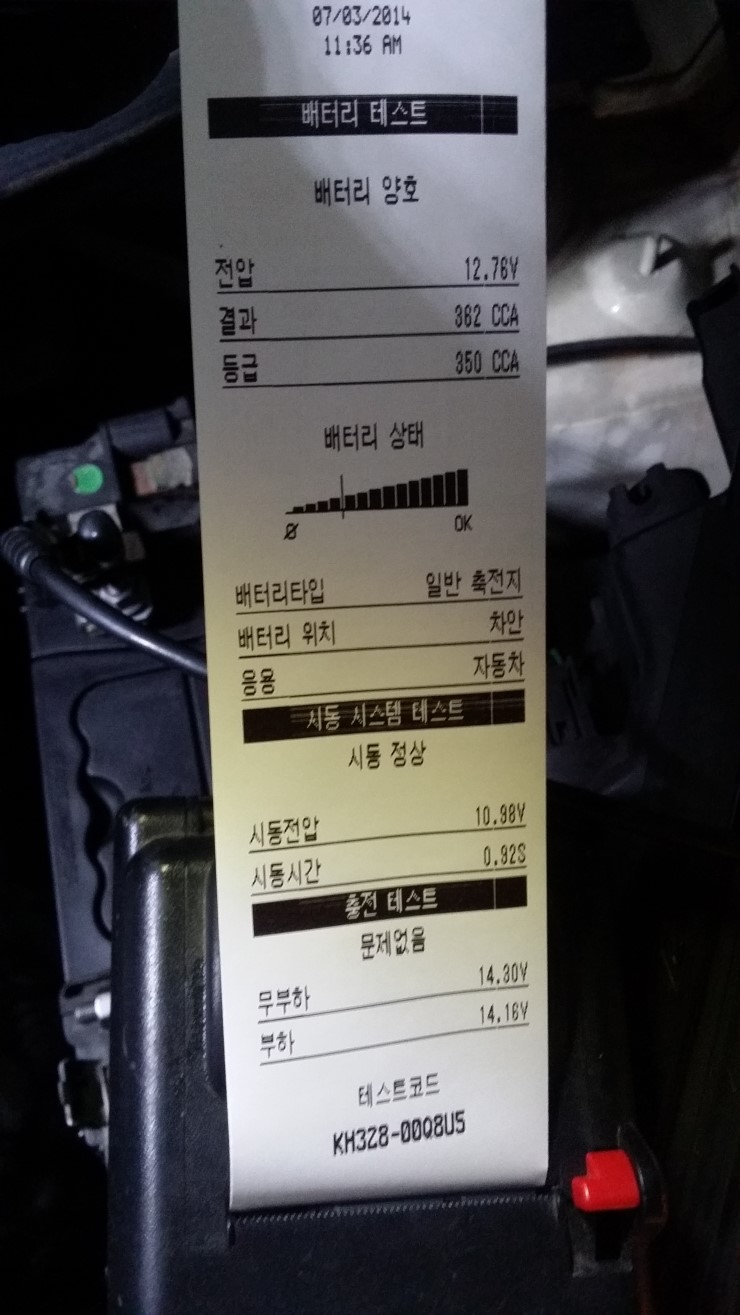 07/03/2014
11:36 AM
배터리 테스트
배터리 양호
전압 12.76V
결과 362 CCA
등급 350 CCA
배터리 상태
Ø OK
배터리타입 일반 축전지
배터리 위치 차안
응용 자동차
시동 시스템 테스트
시동 정상
시동전압 10.98V
시동시간 0.92S
충전 테스트
문제없음
무부하 14.30V
부하 14.16V
테스트코드
KH328-00Q8U5